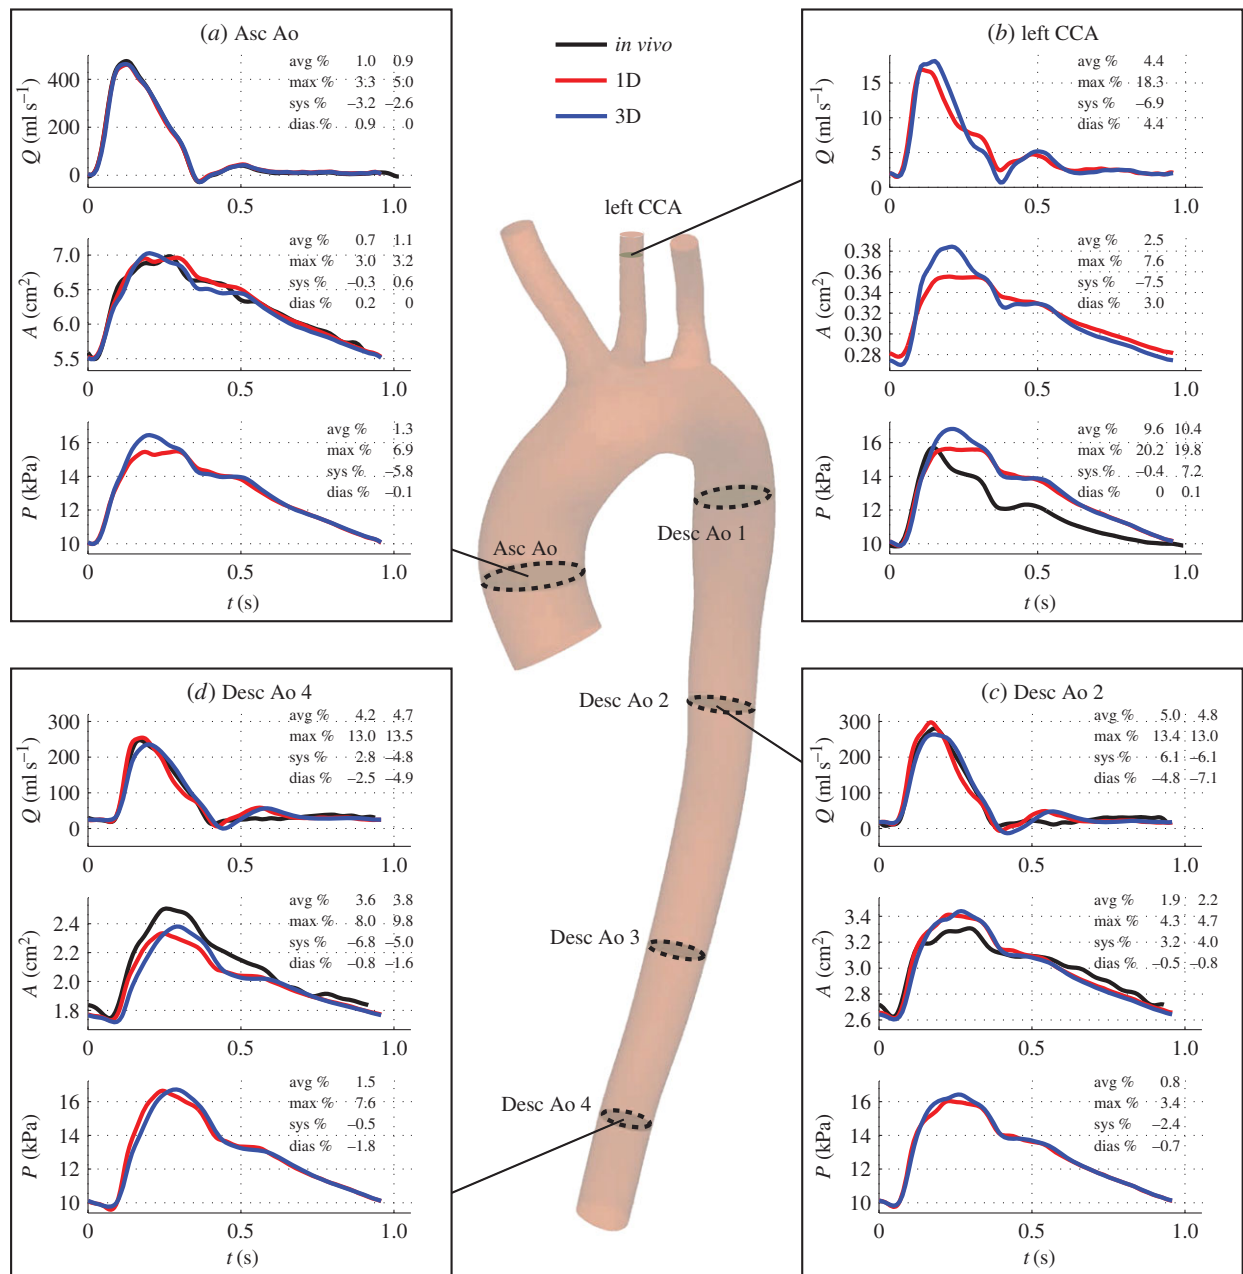 (a) Asc Ao
Q (ml s⁻¹)
400
200
0
avg % 1.0 0.9
max % 3.3 5.0
sys % –3.2 –2.6
dias % 0.9 0
0 0.5 1.0
A (cm²)
7.0
6.5
6.0
5.5
avg % 0.7 1.1
max % 3.0 3.2
sys % –0.3 0.6
dias % 0.2 0
0 0.5 1.0
P (kPa)
16
14
12
10
avg % 1.3
max % 6.9
sys % –5.8
dias % –0.1
0 0.5 1.0
t (s)
in vivo
1D
3D
(b) left CCA
Q (ml s⁻¹)
15
10
5
0
avg % 4.4
max % 18.3
sys % –6.9
dias % 4.4
0 0.5 1.0
A (cm²)
0.38
0.36
0.34
0.32
0.30
0.28
avg % 2.5
max % 7.6
sys % –7.5
dias % 3.0
0 0.5 1.0
P (kPa)
16
14
12
10
avg % 9.6 10.4
max % 20.2 19.8
sys % –0.4 7.2
dias % 0 0.1
0 0.5 1.0
t (s)
left CCA
Desc Ao 1
Asc Ao
Desc Ao 2
Desc Ao 3
Desc Ao 4
(d) Desc Ao 4
Q (ml s⁻¹)
300
200
100
0
avg % 4.2 4.7
max % 13.0 13.5
sys % 2.8 –4.8
dias % –2.5 –4.9
0 0.5 1.0
A (cm²)
2.4
2.2
2.0
1.8
avg % 3.6 3.8
max % 8.0 9.8
sys % –6.8 –5.0
dias % –0.8 –1.6
0 0.5 1.0
P (kPa)
16
14
12
10
avg % 1.5
max % 7.6
sys % –0.5
dias % –1.8
0 0.5 1.0
t (s)
(c) Desc Ao 2
Q (ml s⁻¹)
300
200
100
0
avg % 5.0 4.8
max % 13.4 13.0
sys % 6.1 –6.1
dias % –4.8 –7.1
0 0.5 1.0
A (cm²)
3.4
3.2
3.0
2.8
2.6
avg % 1.9 2.2
max % 4.3 4.7
sys % 3.2 4.0
dias % –0.5 –0.8
0 0.5 1.0
P (kPa)
16
14
12
10
avg % 0.8
max % 3.4
sys % –2.4
dias % –0.7
0 0.5 1.0
t (s)